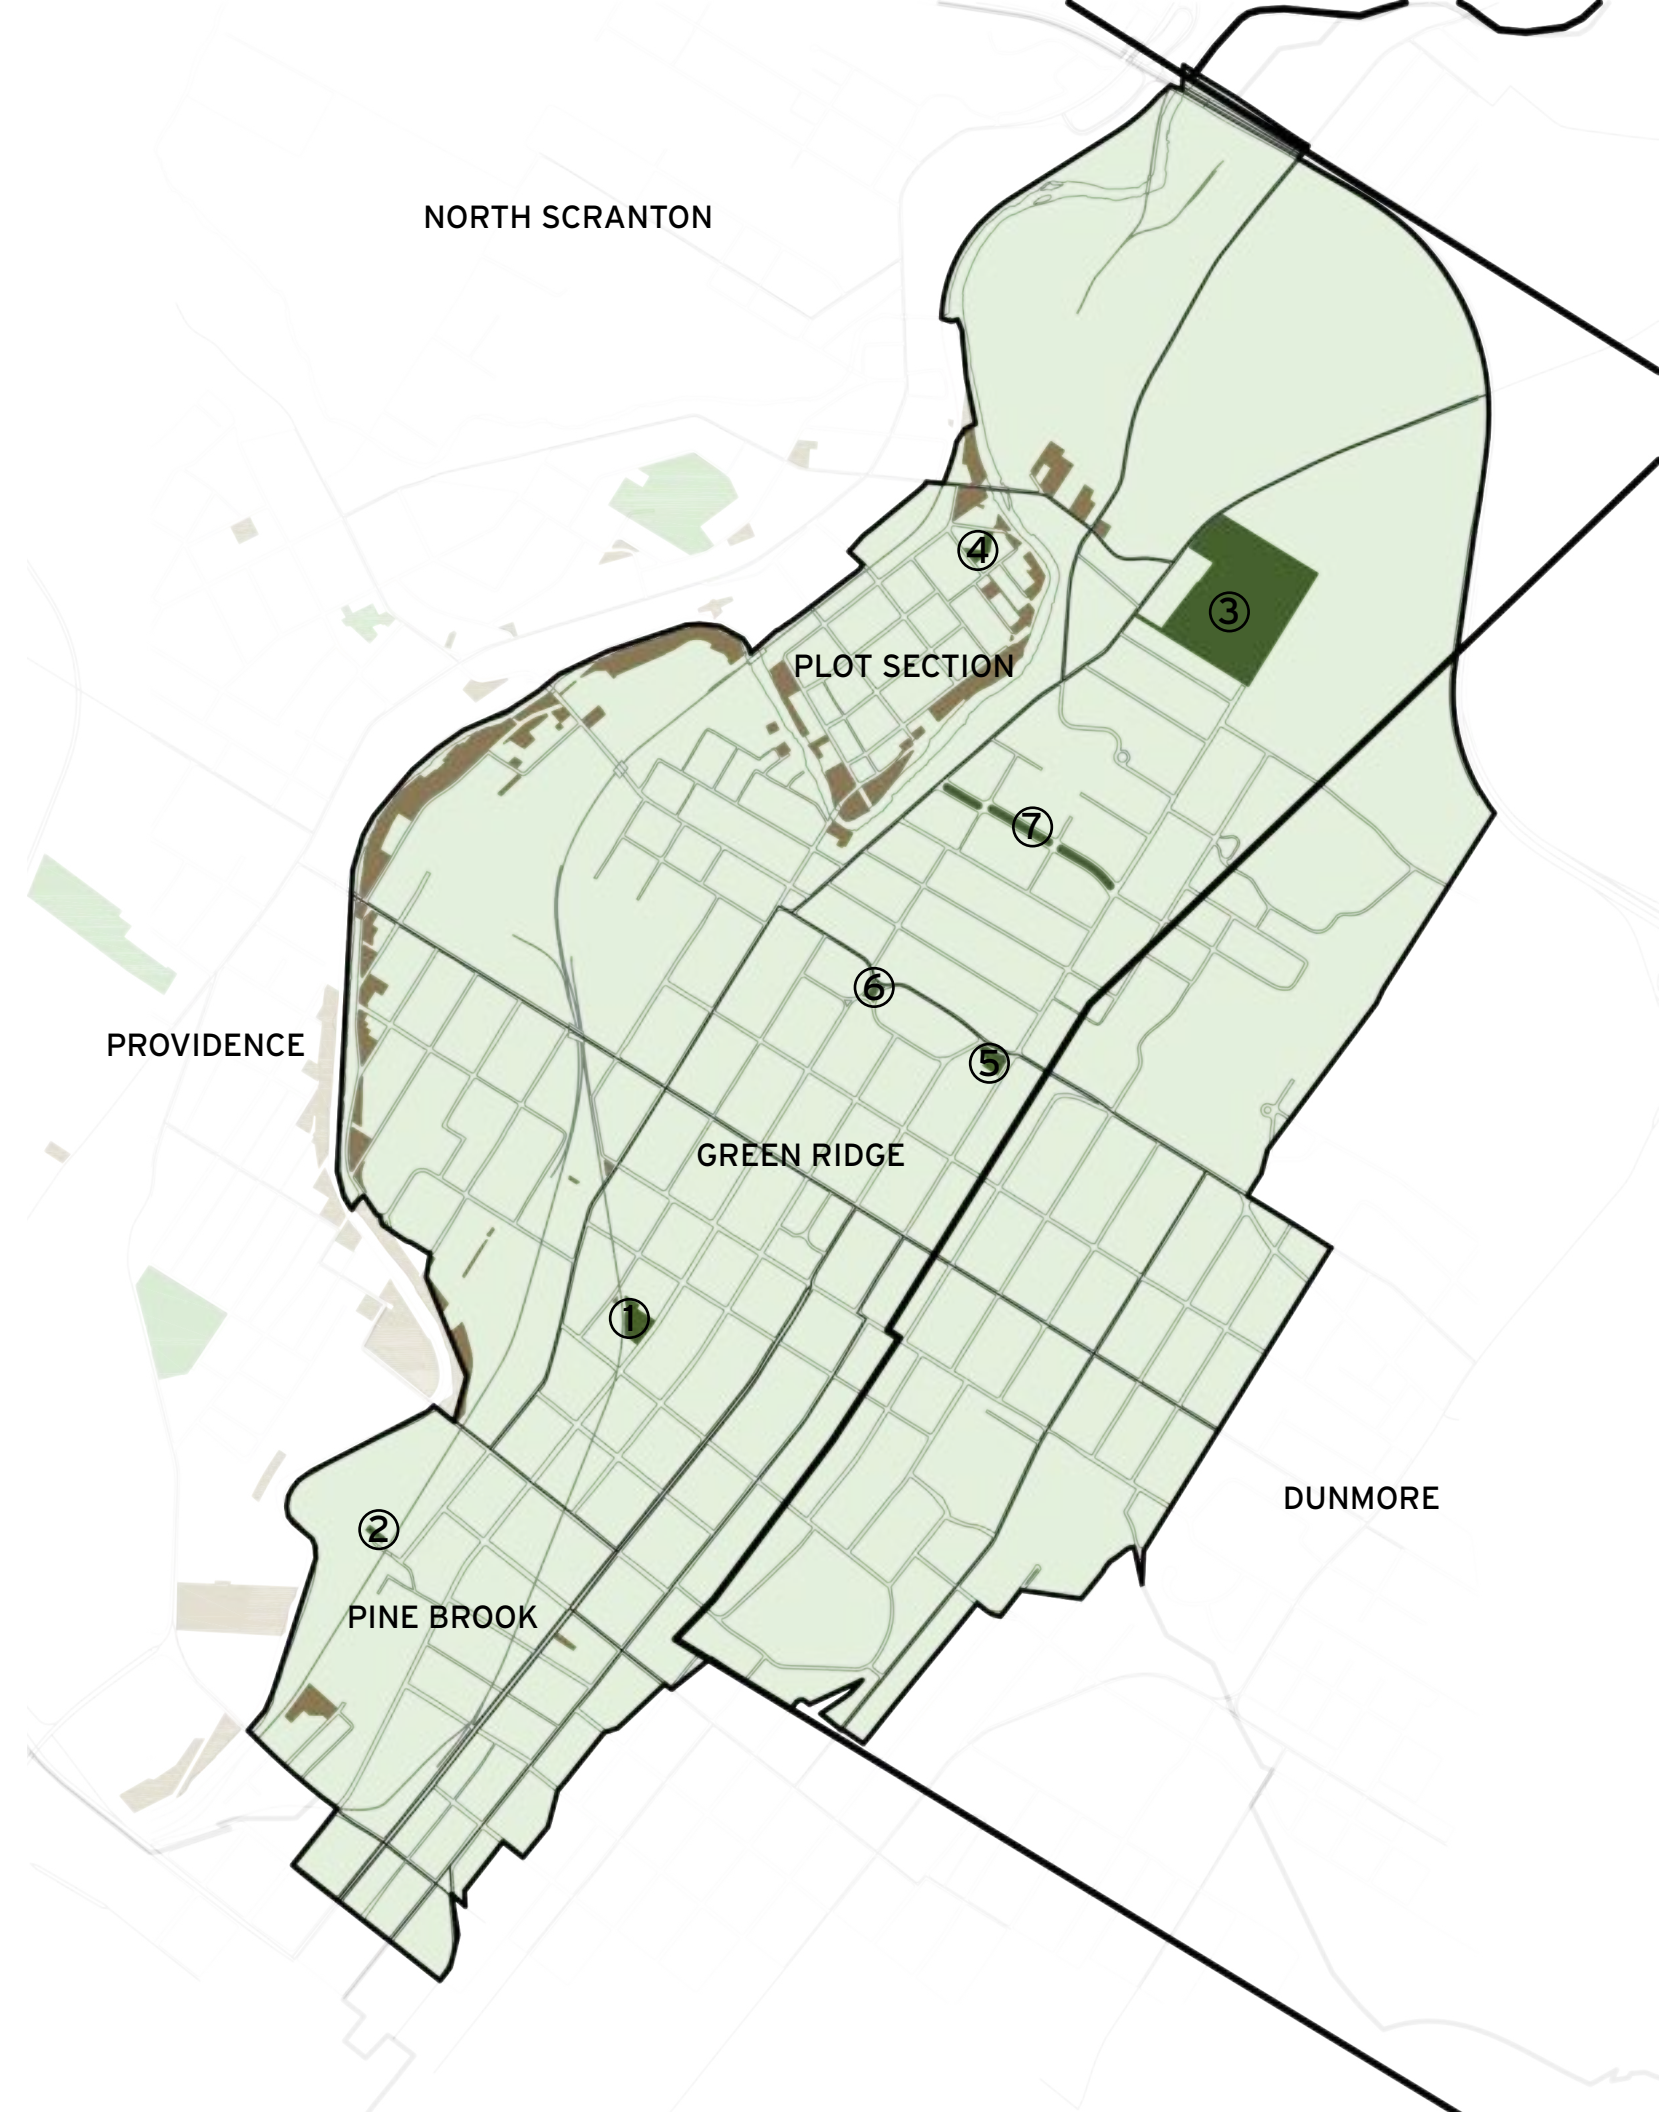 NORTH SCRANTON
④
③
PLOT SECTION
⑦
⑥
PROVIDENCE
⑤
GREEN RIDGE
①
DUNMORE
②
PINE BROOK